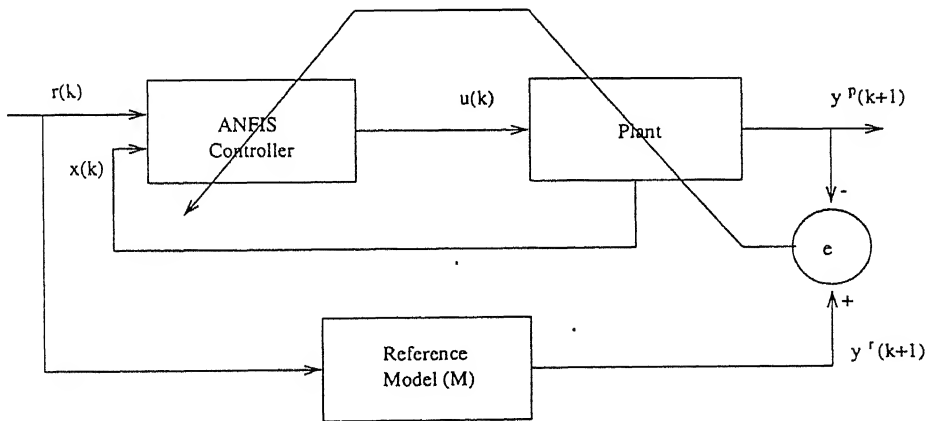 r(k)
x(k)
ANFIS
Controller
u(k)
Plant
y p(k+1)
-
e
+
y r(k+1)
Reference
Model (M)